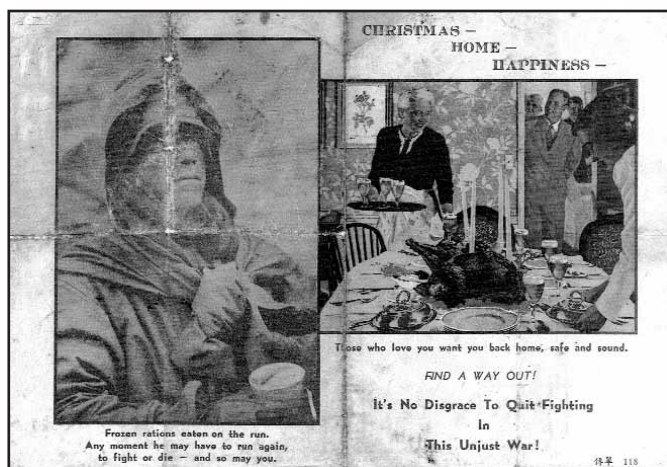 CHRISTMAS –
HOME –
HAPPINESS –
Frozen rations eaten on the run.
Any moment he may have to run again,
to fight or die – and so may you.
Those who love you want you back home, safe and sound.
FIND A WAY OUT!
It's No Disgrace To Quit Fighting
In
This Unjust War!
传单 118